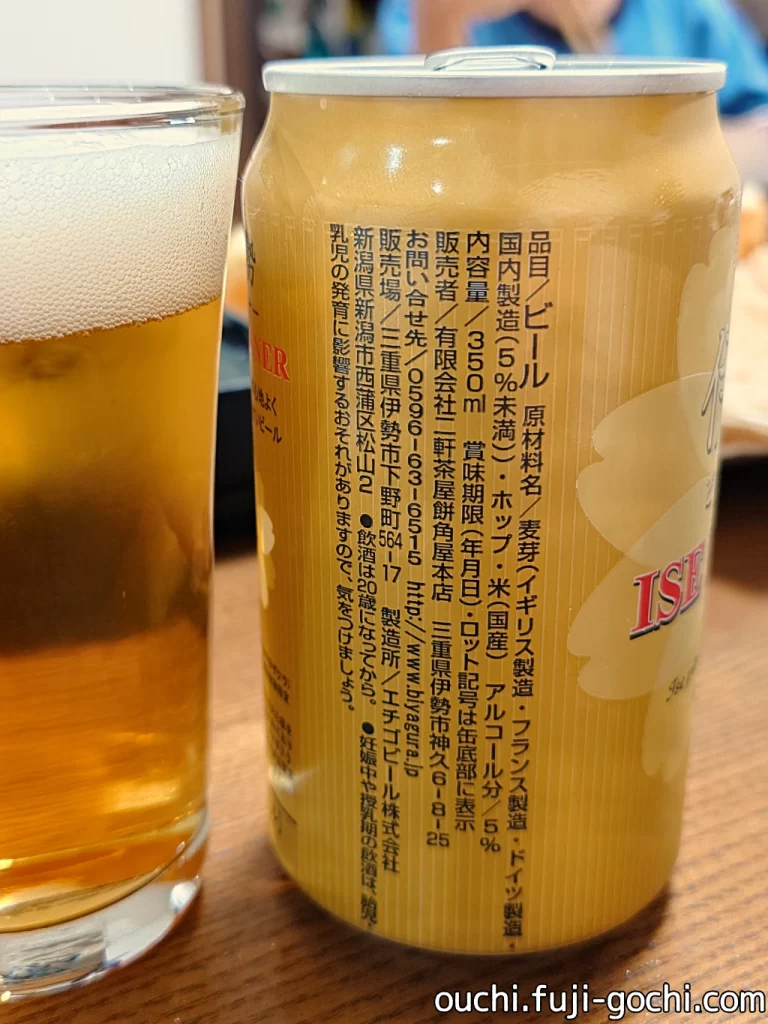 品目/ビール 原材料名/麦芽(イギリス製造・フランス製造・ドイツ製造・
国内製造(5%未満))・ホップ・米(国産) アルコール分/5%
内容量/350ml 賞味期限(年月日)・ロット記号は缶底部に表示
販売者/有限会社二軒茶屋餅角屋本店 三重県伊勢市神久6-8-25
お問い合せ先/0596-63-6515 http://www.biyagura.jp
販売場/三重県伊勢市下野町564-17 製造所/エチゴビール株式会社
新潟県新潟市西蒲区松山2 ●飲酒は20歳になってから。 ●妊娠中や授乳期の飲酒は、胎児・
乳児の発育に影響するおそれがありますので、気をつけましょう。
ISE
NER
地よく
ビール
ouchi.fuji-gochi.com